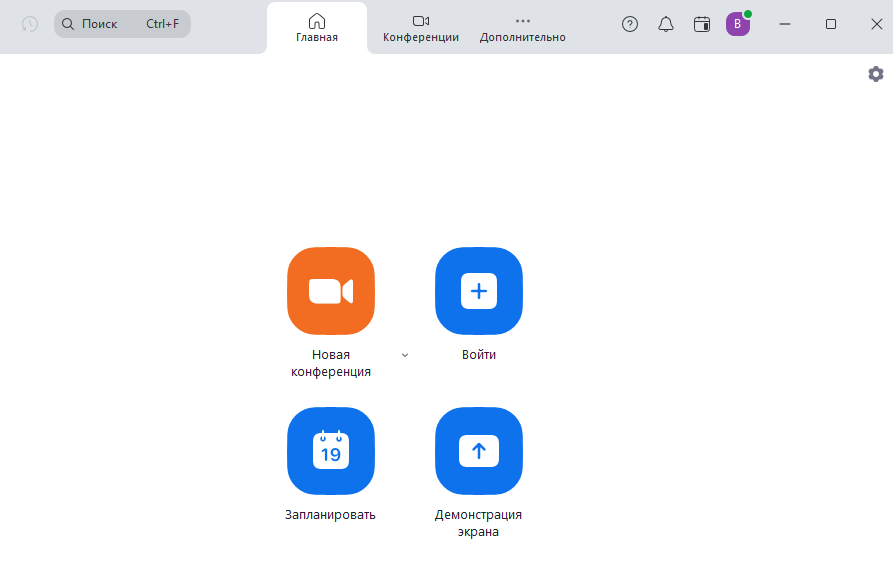 Поиск Ctrl+F
Главная
Конференции
Дополнительно
B
Новая
конференция
Войти
19
Запланировать
Демонстрация
экрана